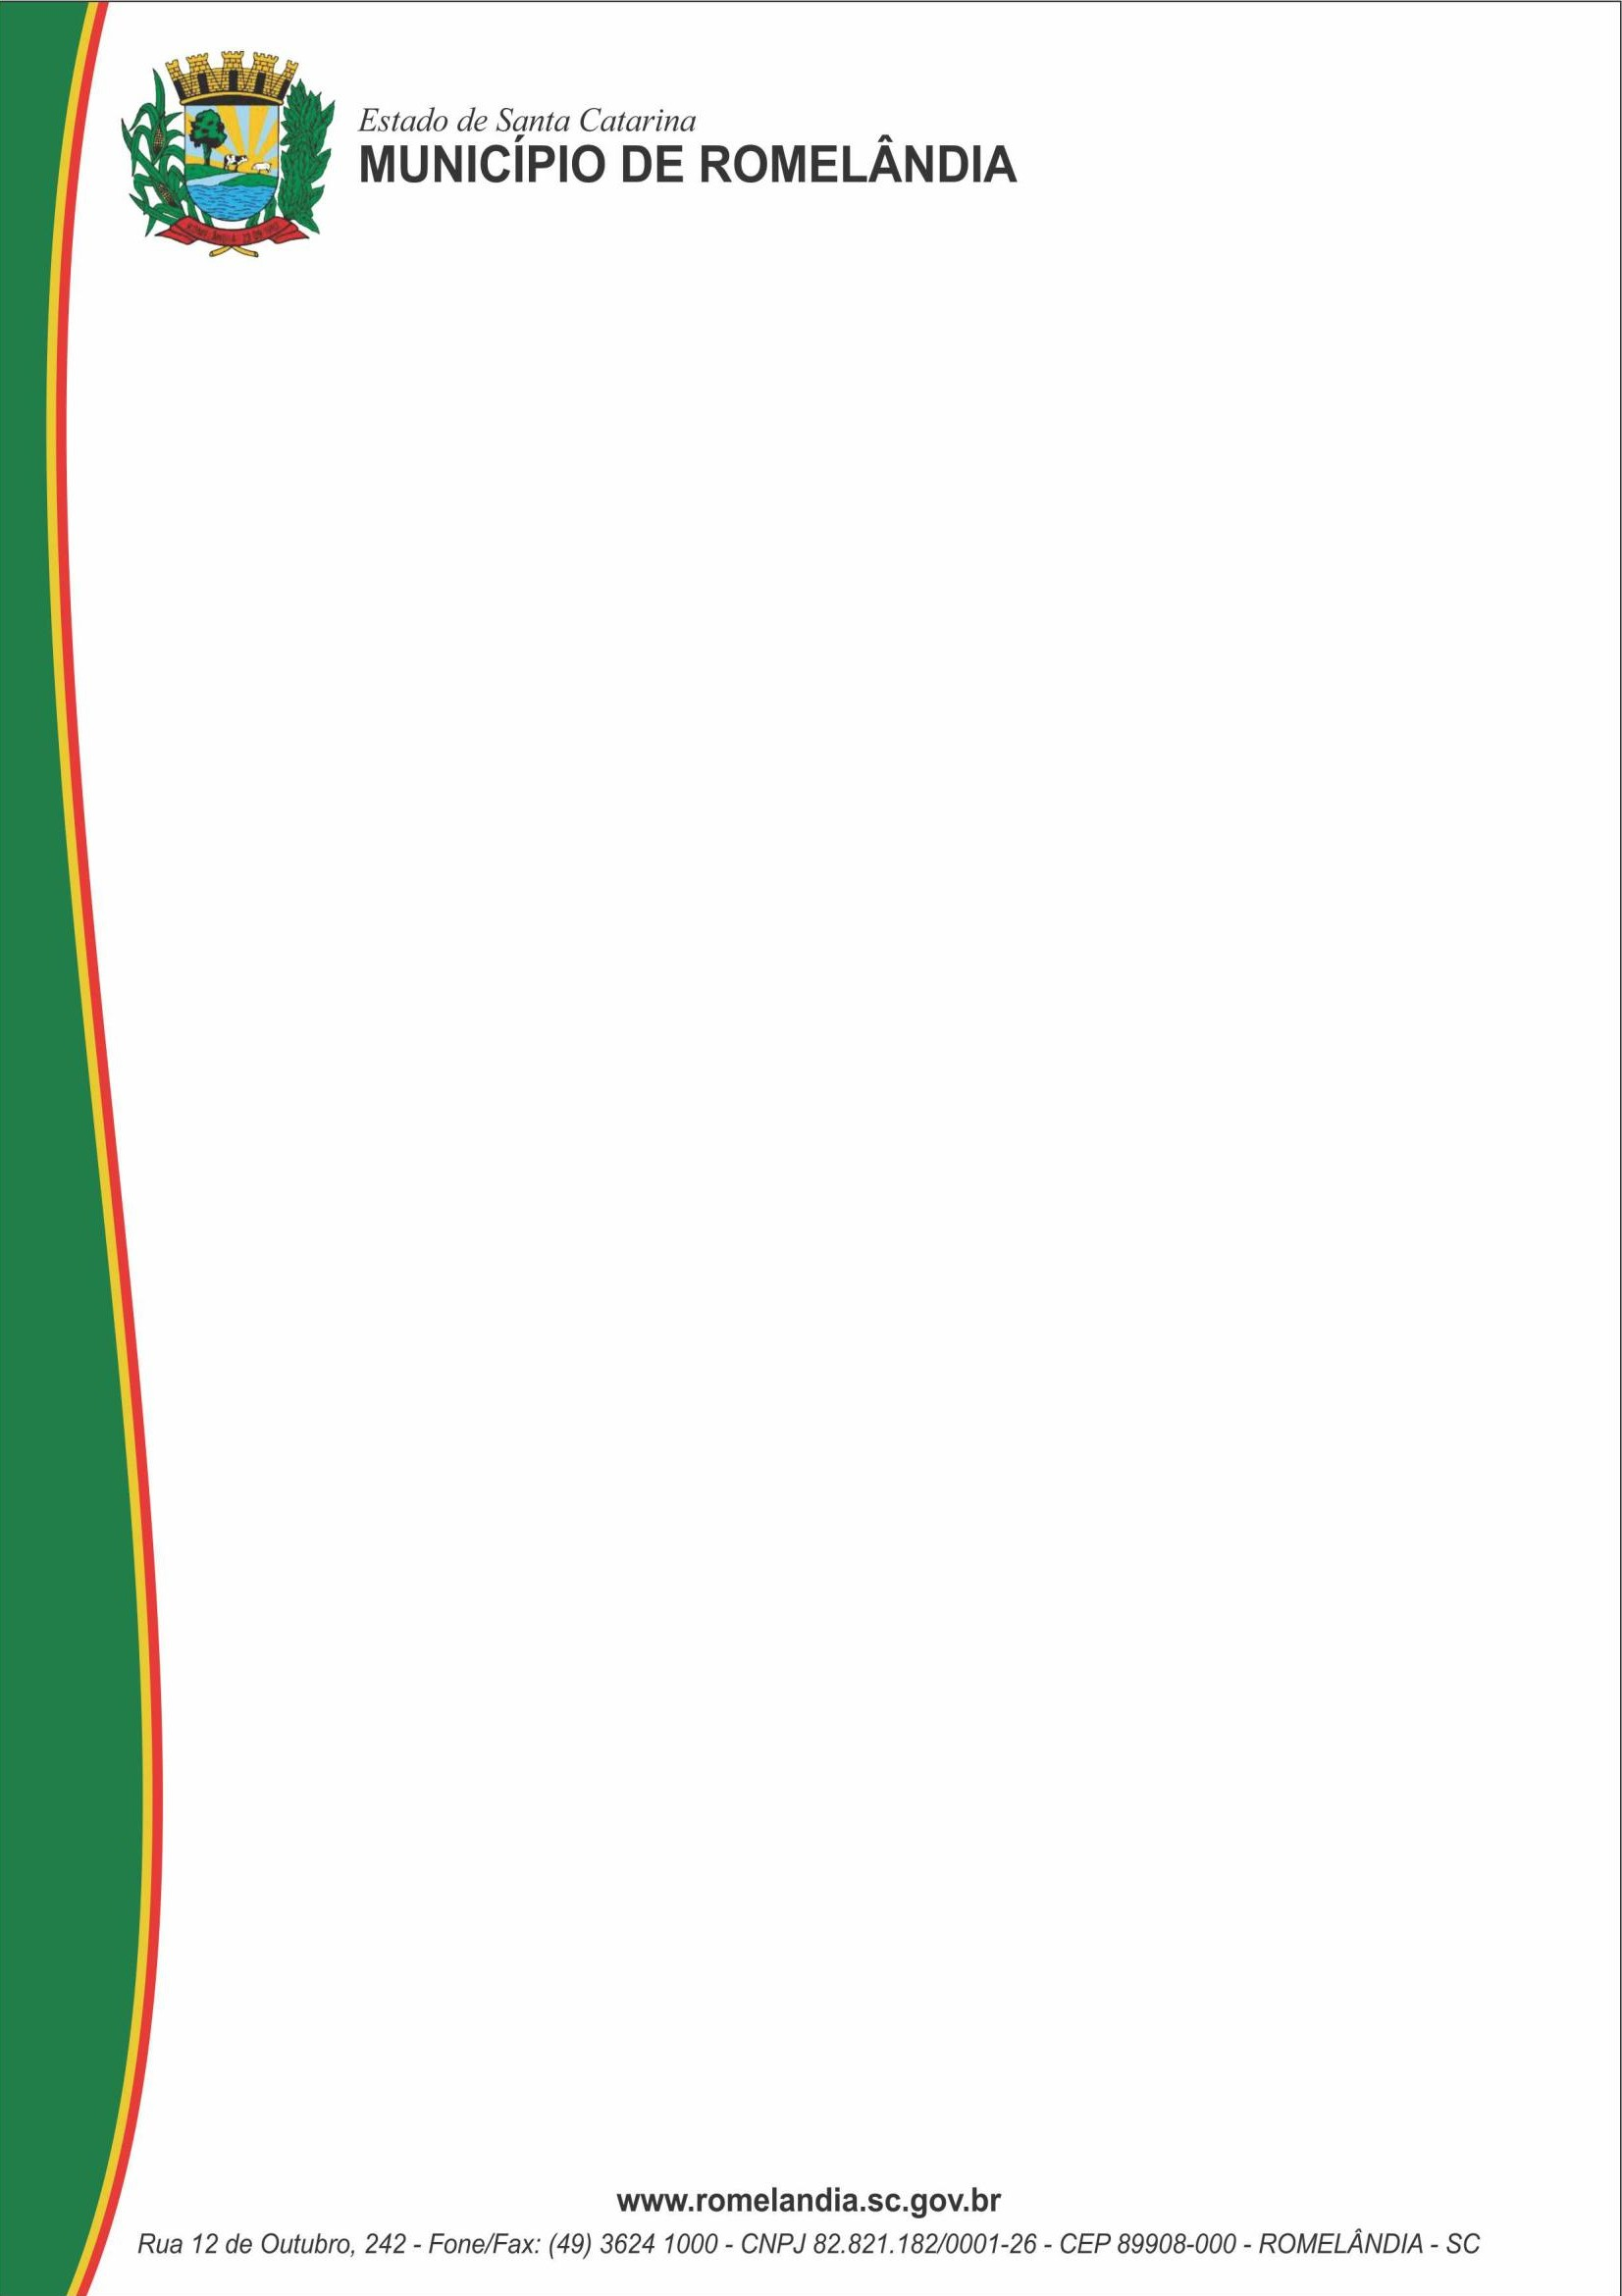 Estado de Santa Catarina
MUNICÍPIO DE ROMELÂNDIA
www.romelandia.sc.gov.br
Rua 12 de Outubro, 242 - Fone/Fax: (49) 3624 1000 - CNPJ 82.821.182/0001-26 - CEP 89908-000 - ROMELÂNDIA - SC